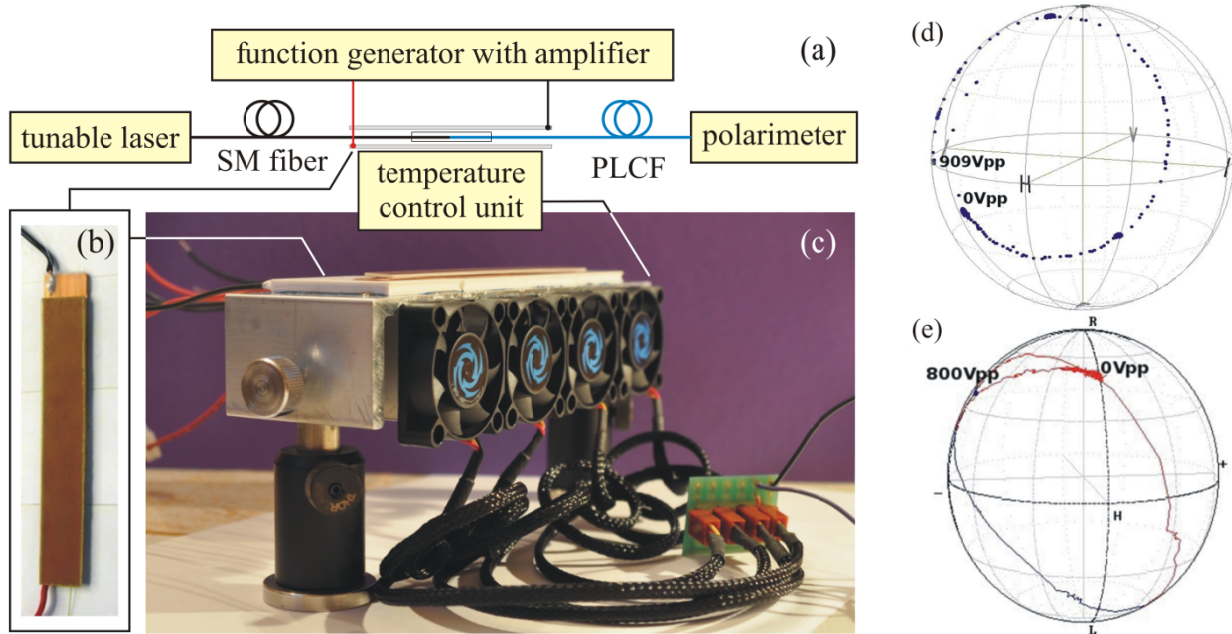 (a)
function generator with amplifier
tunable laser
SM fiber
PLCF
polarimeter
temperature
control unit
(b)
(c)
(d)
V
909Vpp
H
0Vpp
(e)
R
800Vpp
0Vpp
+
−
H
L